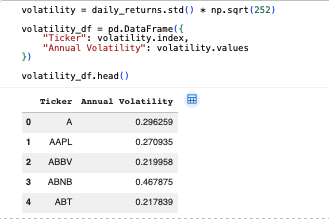 volatility = daily_returns.std() * np.sqrt(252)
volatility_df = pd.DataFrame({
"Ticker": volatility.index,
"Annual Volatility": volatility.values
})
volatility_df.head()
Ticker Annual Volatility
0 A 0.296259
1 AAPL 0.270935
2 ABBV 0.219958
3 ABNB 0.467875
4 ABT 0.217839